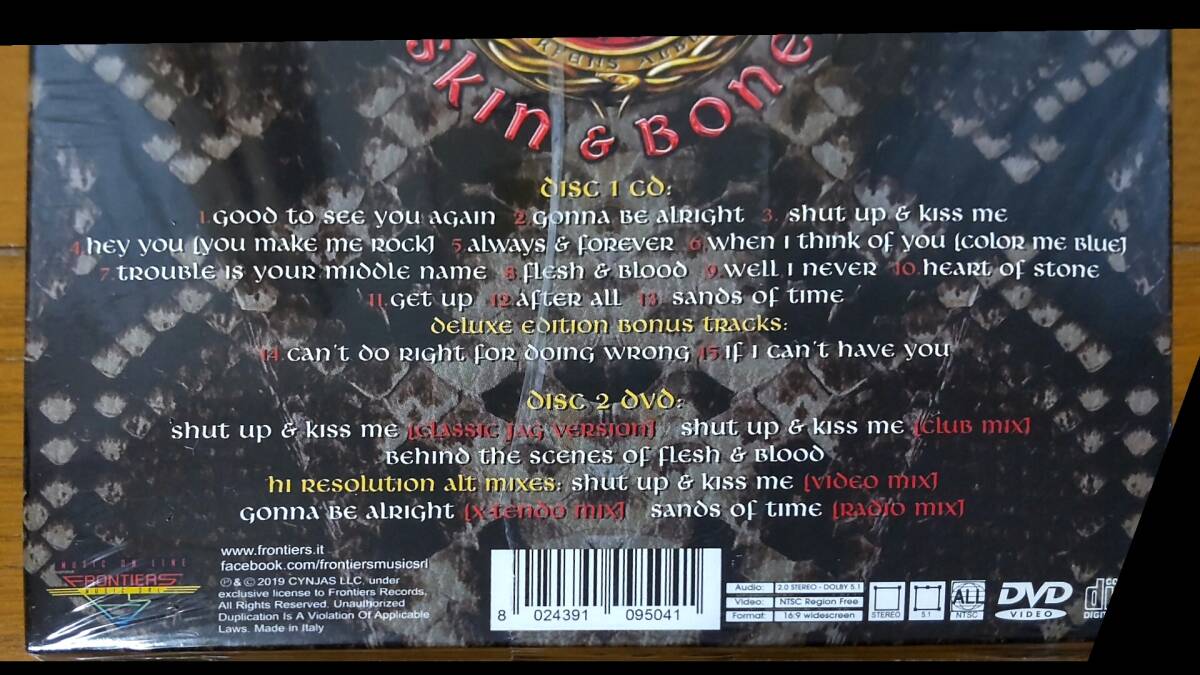 SKIN & BONE
DISC 1 CD:
1. GOOD TO SEE YOU AGAIN 2. GONNA BE ALRIGHT 3. SHUT UP & KISS ME
4. HEY YOU [YOU MAKE ME ROCK] 5. ALWAYS & FOREVER 6. WHEN I THINK OF YOU [COLOR ME BLUE]
7. TROUBLE IS YOUR MIDDLE NAME 8. FLESH & BLOOD 9. WELL I NEVER 10. HEART OF STONE
11. GET UP 12. AFTER ALL 13. SANDS OF TIME
DELUXE EDITION BONUS TRACKS:
14. CAN'T DO RIGHT FOR DOING WRONG 15. IF I CAN'T HAVE YOU
DISC 2 DVD:
SHUT UP & KISS ME [CLASSIC JAG VERSION] SHUT UP & KISS ME [CLUB MIX]
BEHIND THE SCENES OF FLESH & BLOOD
HI RESOLUTION ALT MIXES: SHUT UP & KISS ME [VIDEO MIX]
GONNA BE ALRIGHT [X-TENDO MIX] SANDS OF TIME [RADIO MIX]
MUSIC ON LINE
FRONTIERS
www.frontiers.it
facebook.com/frontiersmusicsrl
℗ & © 2019 CYNJAS LLC. under
exclusive license to Frontiers Records.
All Rights Reserved. Unauthorized
Duplication Is A Violation Of Applicable
Laws. Made in Italy
8 024391 095041
Audio: 2.0 STEREO - DOLBY 5.1
Video: NTSC Region Free
Format: 16:9 widescreen
STEREO
5.1
ALL
NTSC
DVD
VIDEO